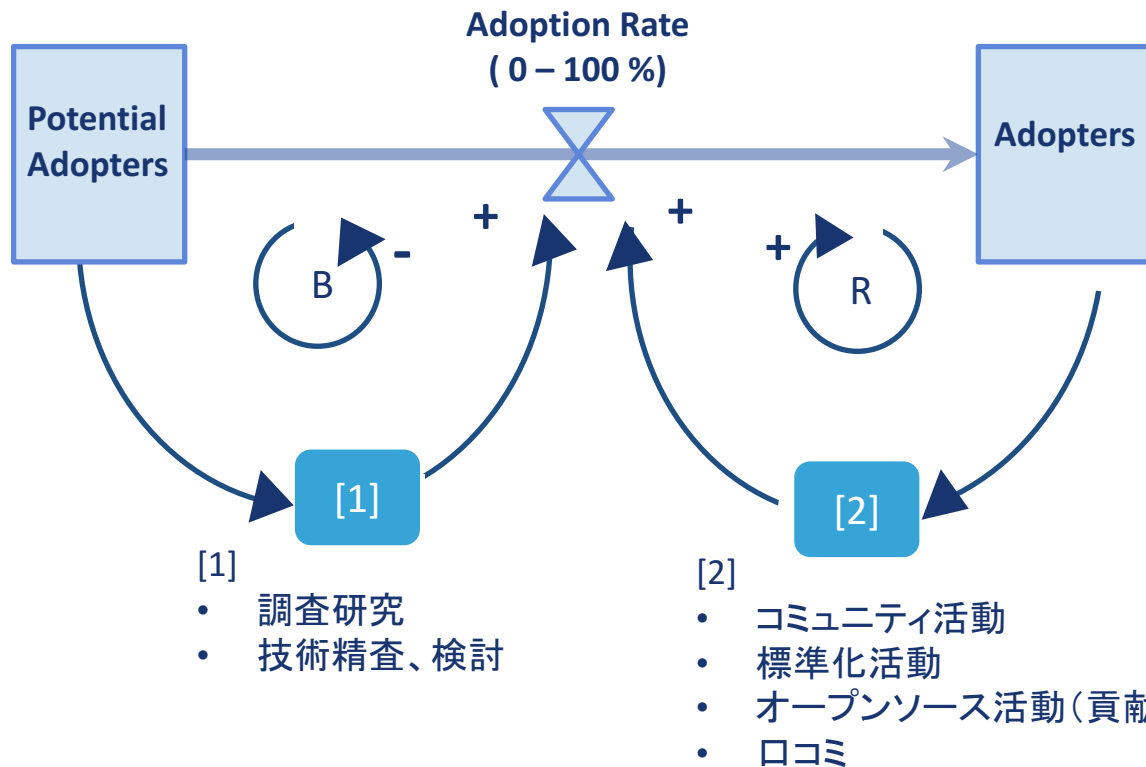 Adoption Rate
( 0 – 100 %)
Potential
Adopters
Adopters
+
+
-
+
B
R
[1]
[2]
[1]
• 調査研究
• 技術精査、検討
[2]
• コミュニティ活動
• 標準化活動
• オープンソース活動（貢献
• 口コミ